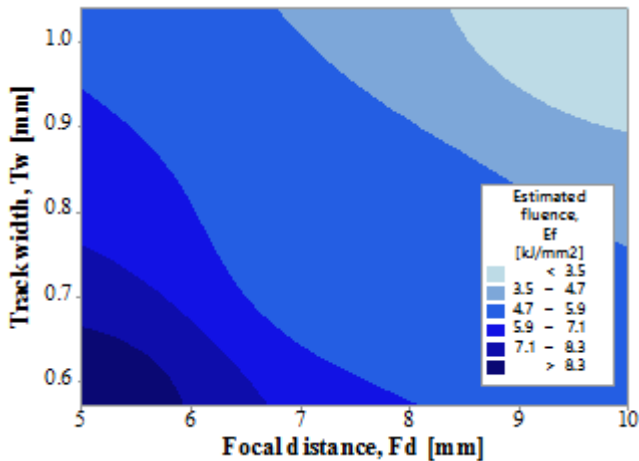 Track width, Tw [mm]
1.0
0.9
0.8
0.7
0.6
5
6
7
8
9
10
Focal distance, Fd [mm]
Estimated
fluence,
Ef
[kJ/mm2]
< 3.5
3.5 – 4.7
4.7 – 5.9
5.9 – 7.1
7.1 – 8.3
> 8.3